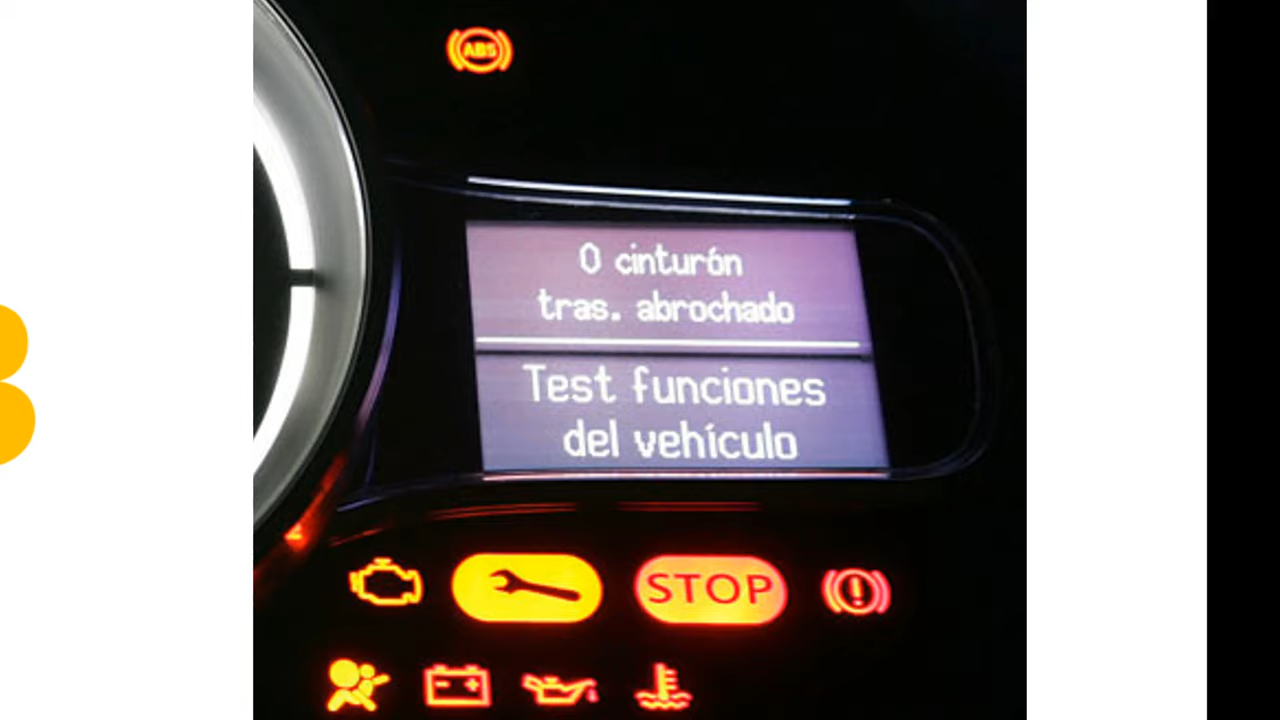 ABS
0 cinturón
tras. abrochado
Test funciones
del vehículo
STOP